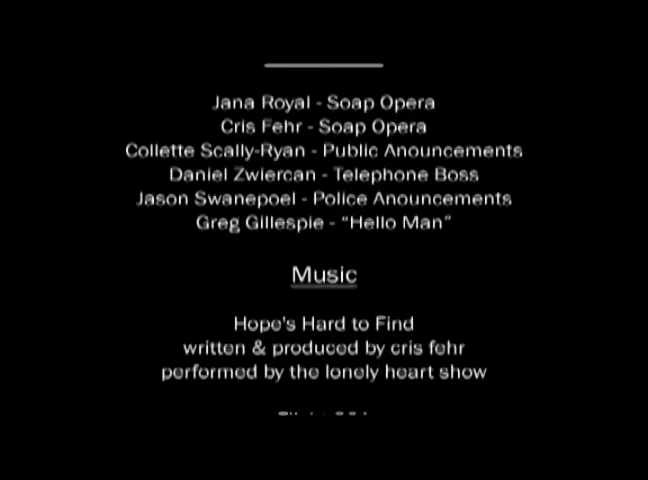 Jana Royal - Soap Opera
Cris Fehr - Soap Opera
Collette Scally-Ryan - Public Anouncements
Daniel Zwiercan - Telephone Boss
Jason Swanepoel - Police Anouncements
Greg Gillespie - “Hello Man”
Music
Hope's Hard to Find
written & produced by cris fehr
performed by the lonely heart show